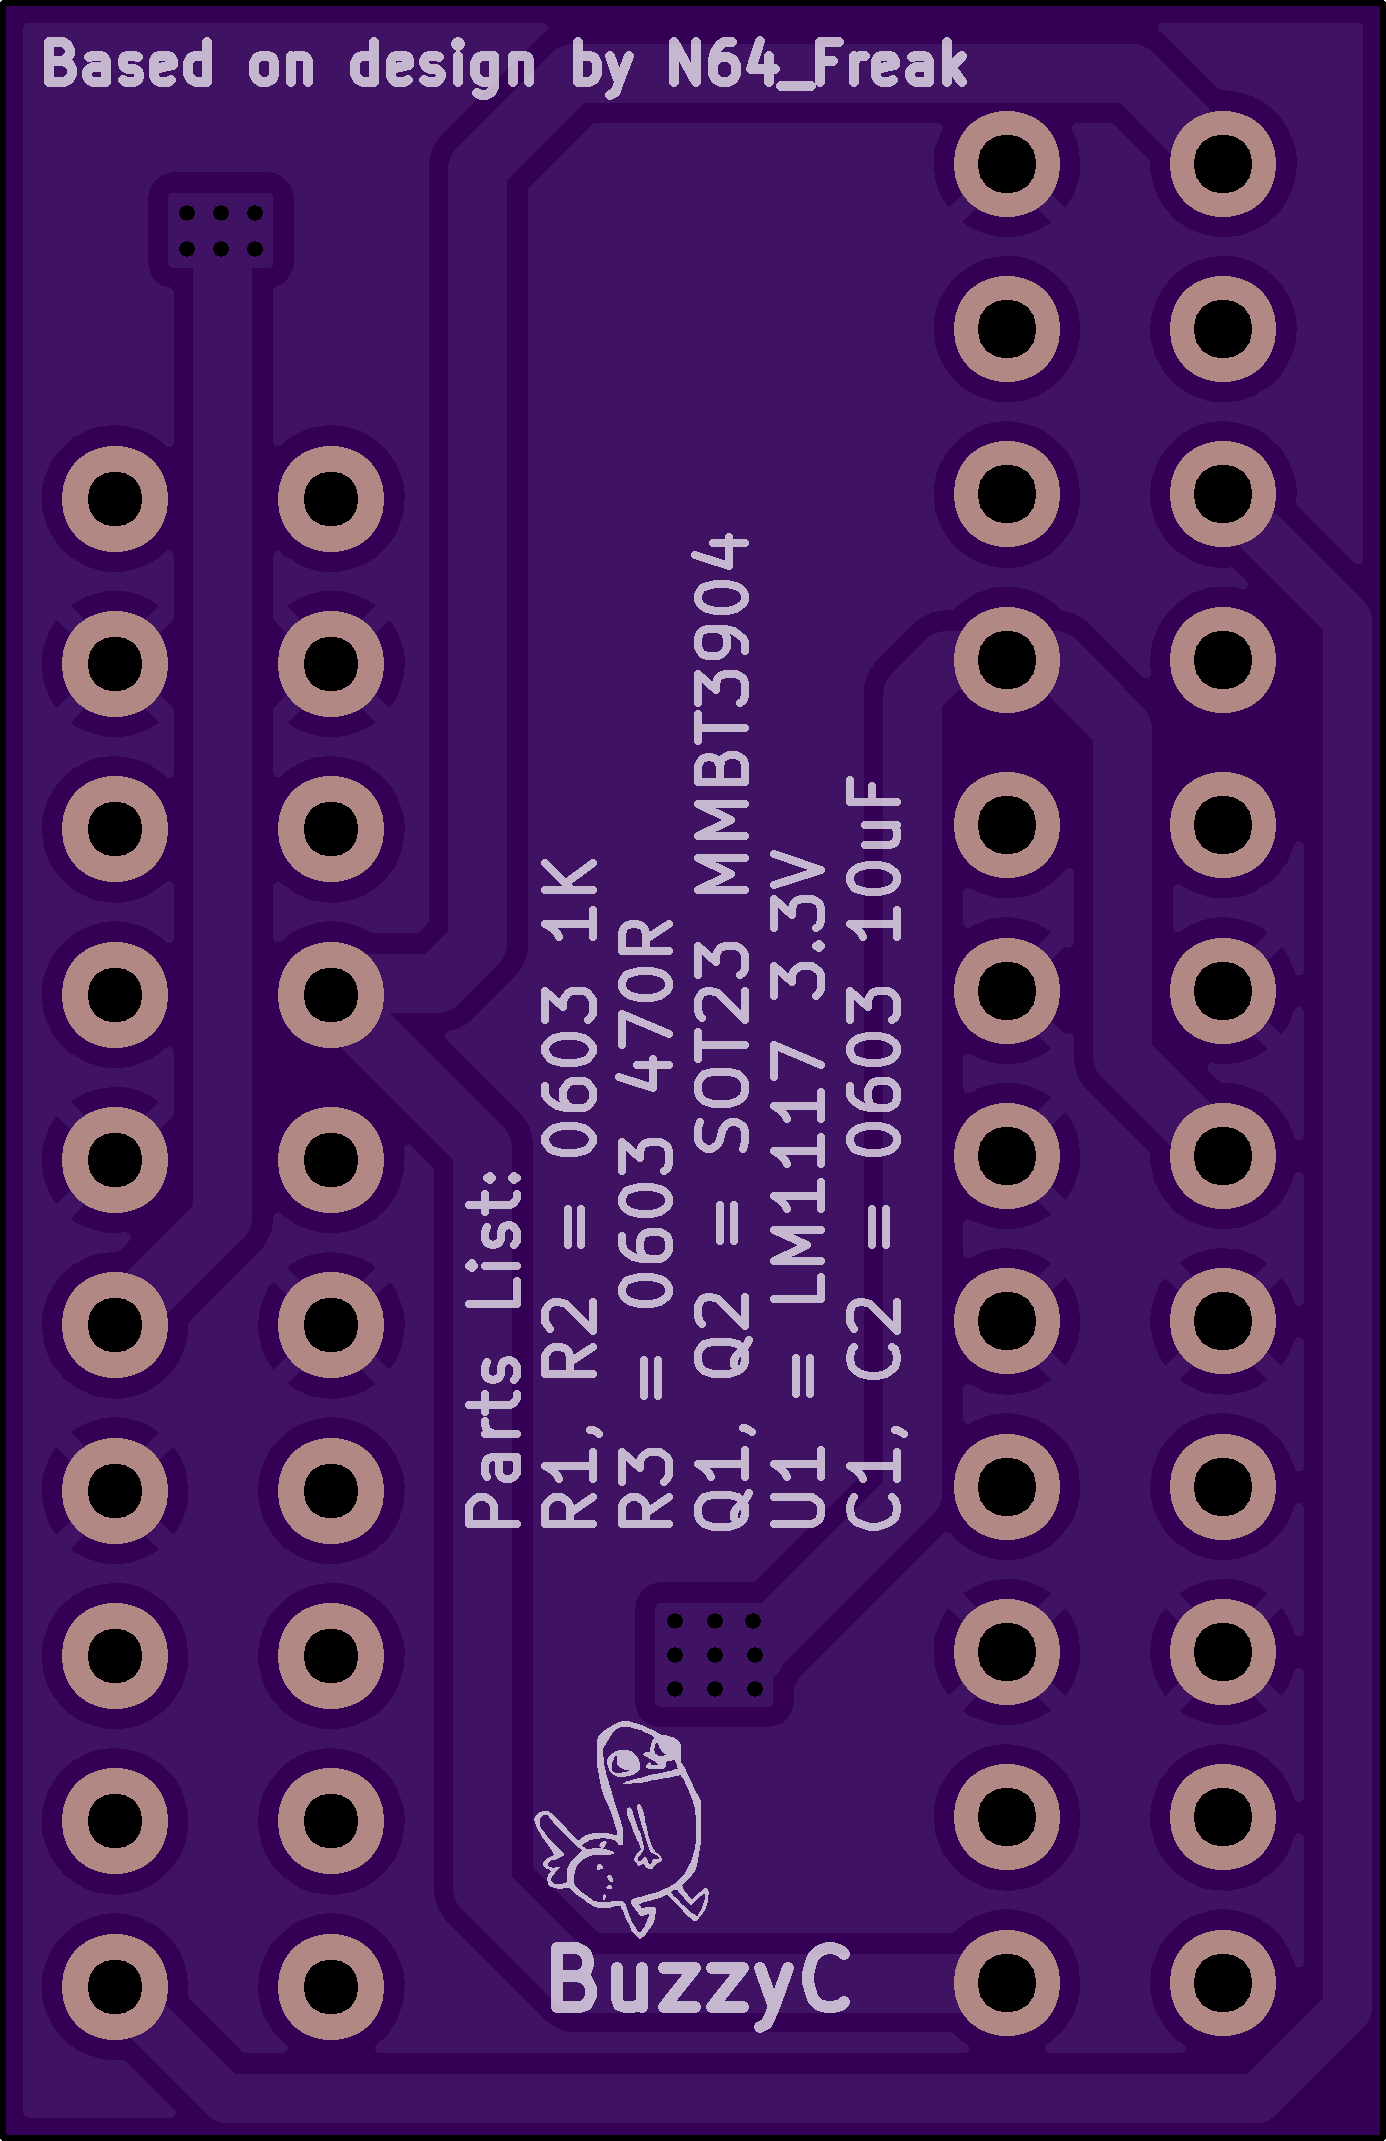 Based on design by N64_Freak
Parts List:
R1, R2 = 0603 1K
R3 = 0603 470R
Q1, Q2 = SOT23 MMBT3904
U1 = LM1117 3.3V
C1, C2 = 0603 10uF
BuzzyC